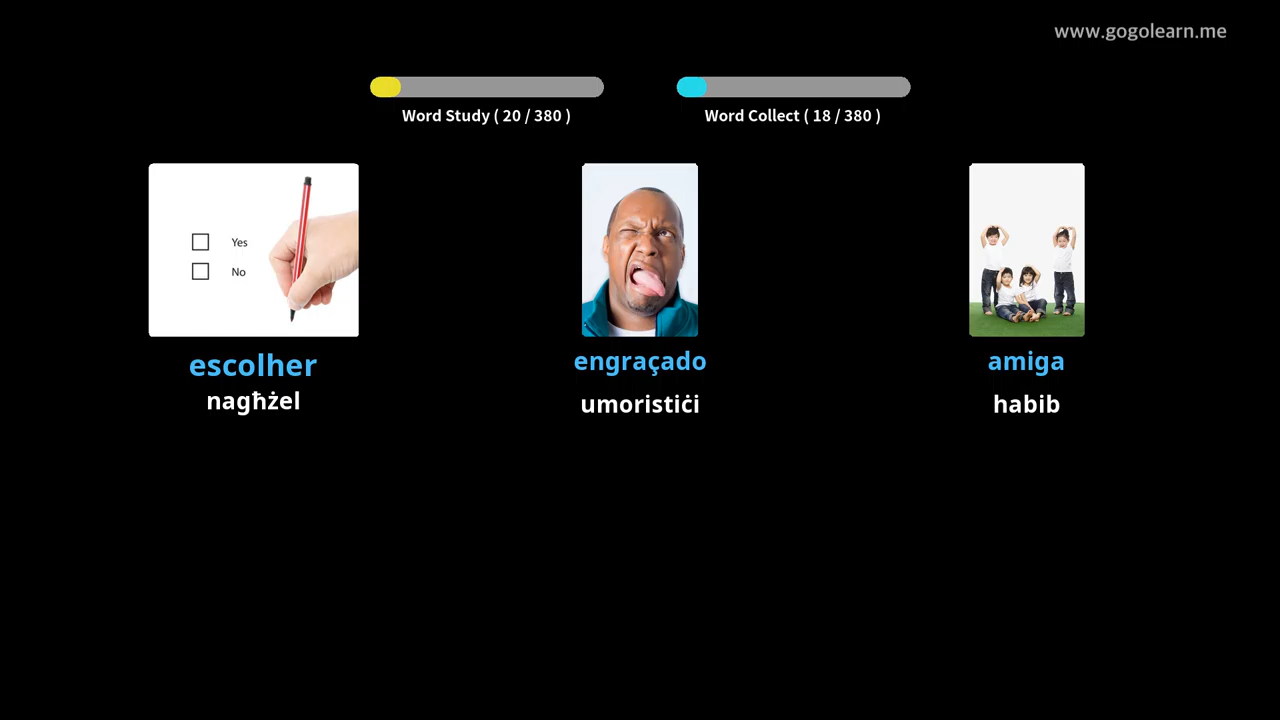 www.gogolearn.me
Word Study ( 20 / 380 )
Word Collect ( 18 / 380 )
Yes
No
escolher
nagħżel
engraçado
umoristiċi
amiga
habib